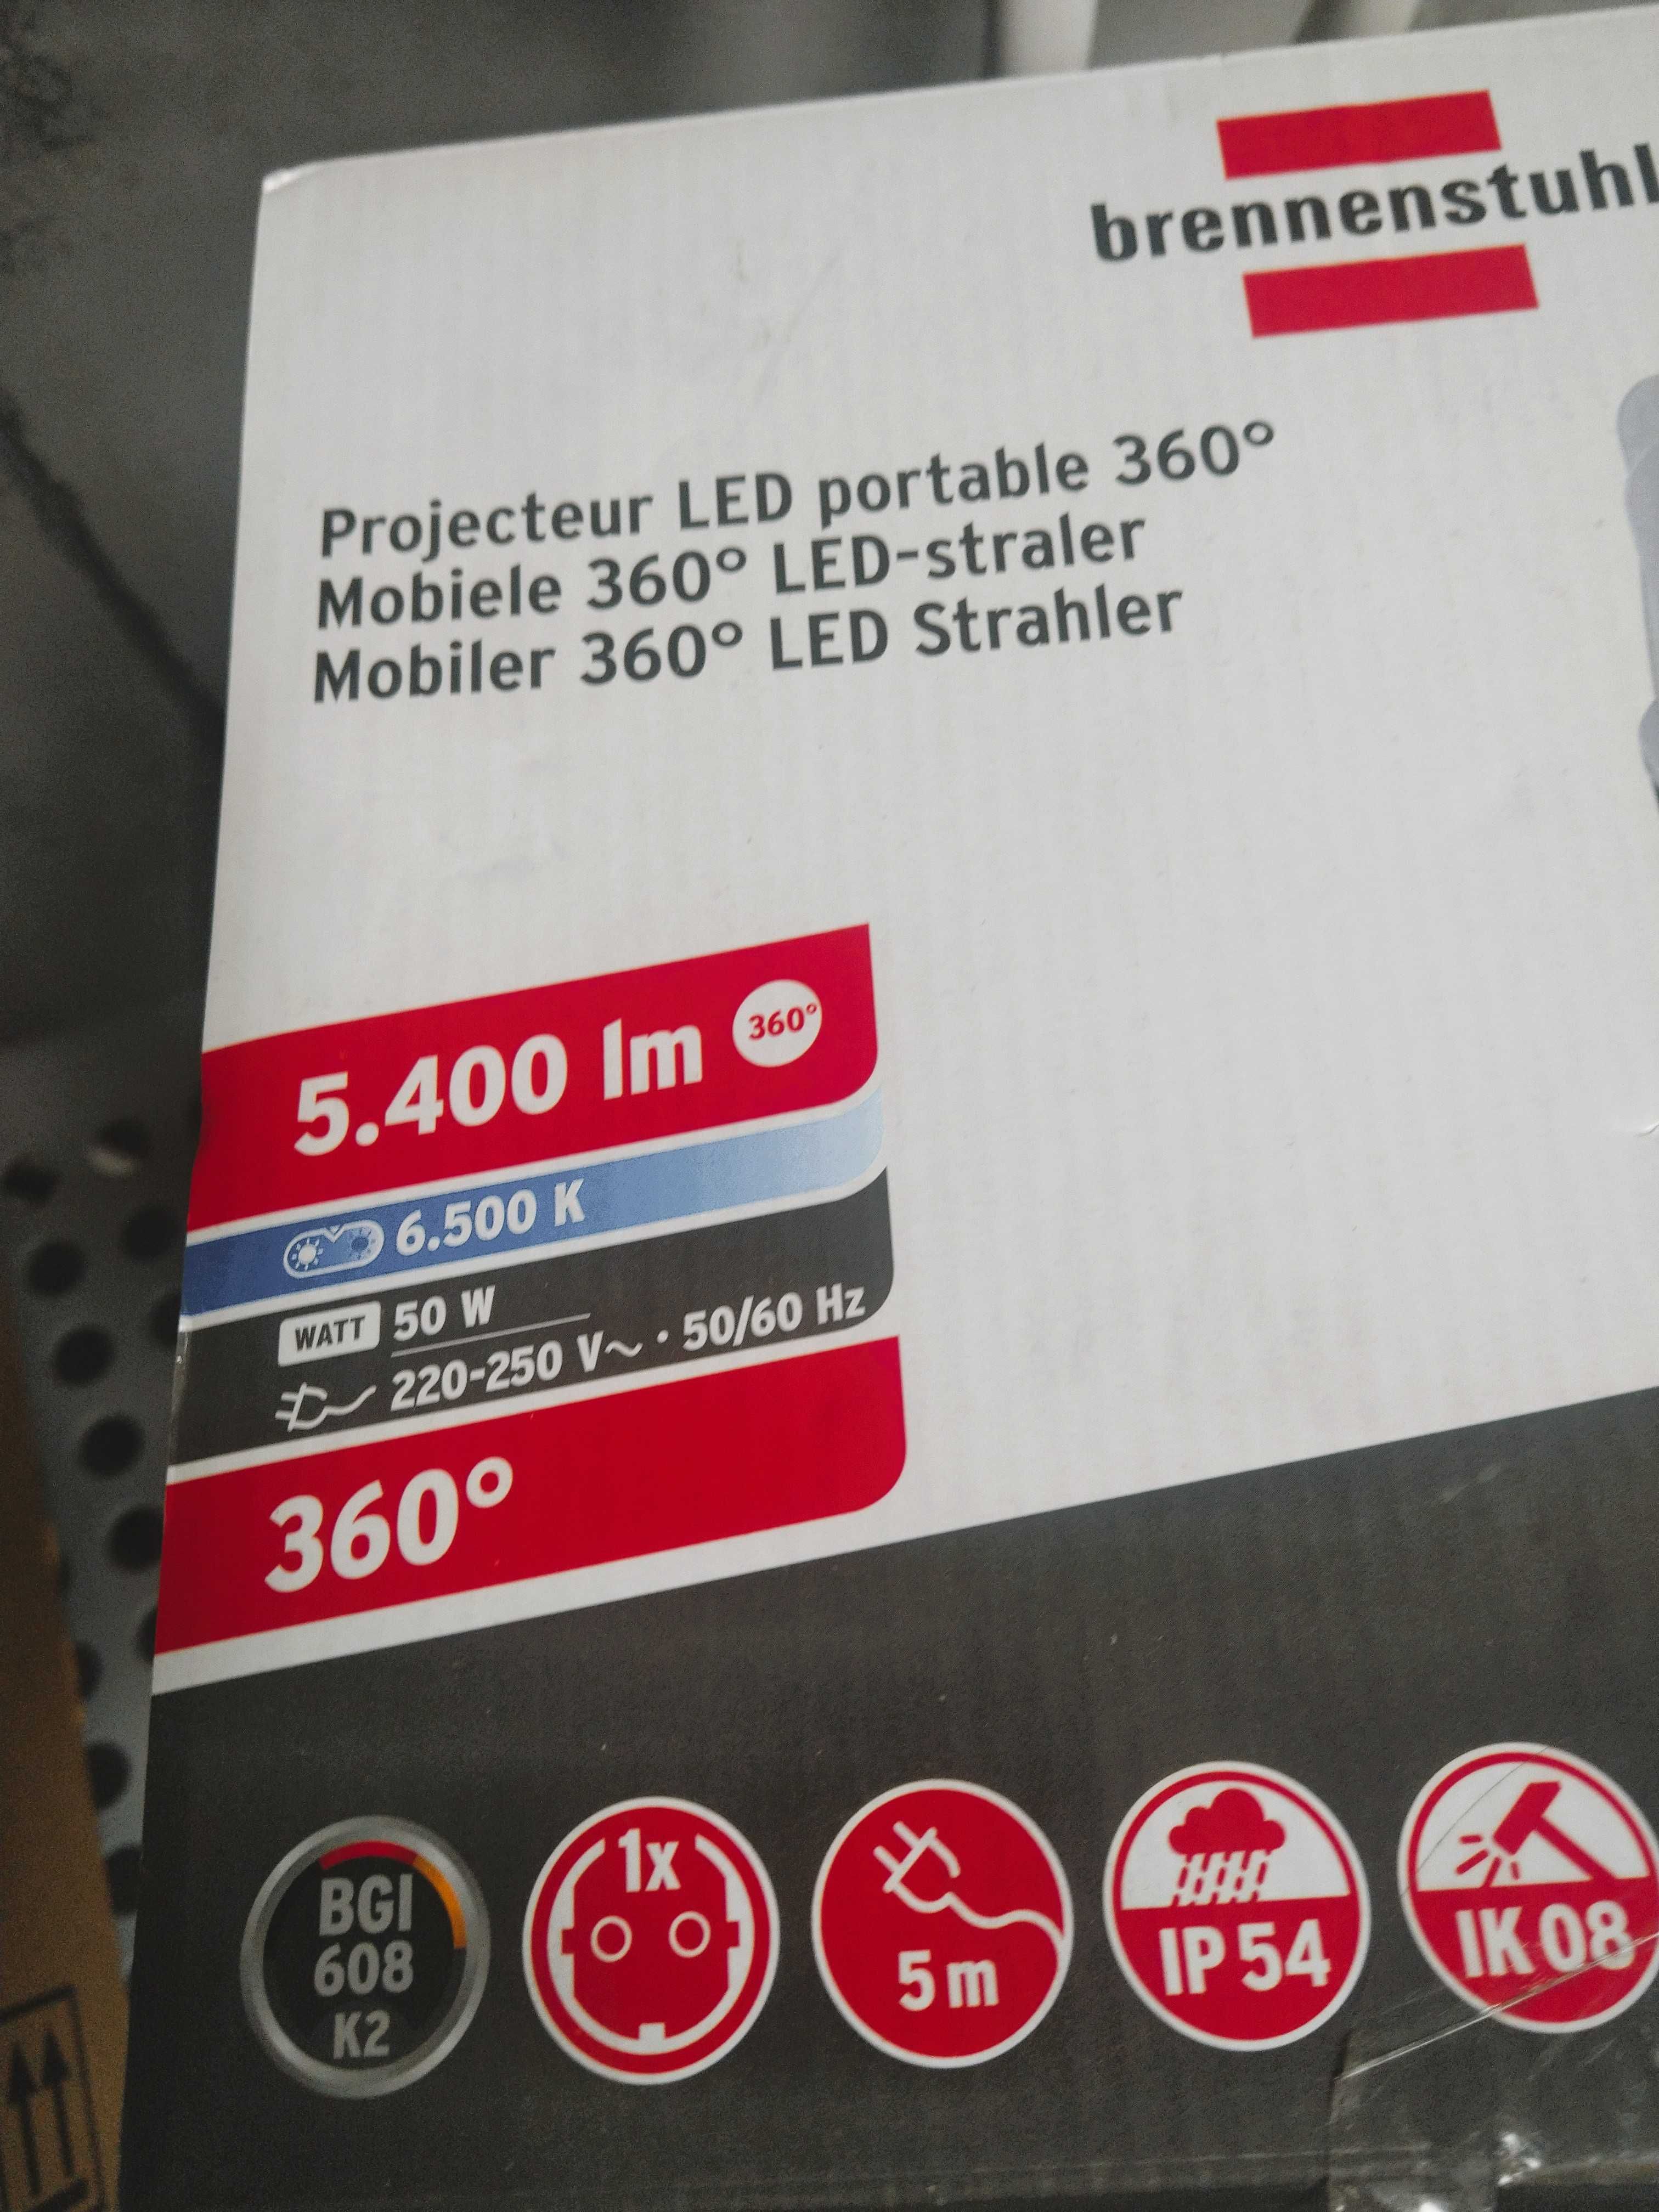 brennenstuhl
Projecteur LED portable 360°
Mobiele 360° LED-straler
Mobiler 360° LED Strahler
5.400 lm 360°
6.500 K
WATT 50 W
220-250 V~ · 50/60 Hz
360°
BGI
608
K2
1x
5 m
IP 54
IK 08